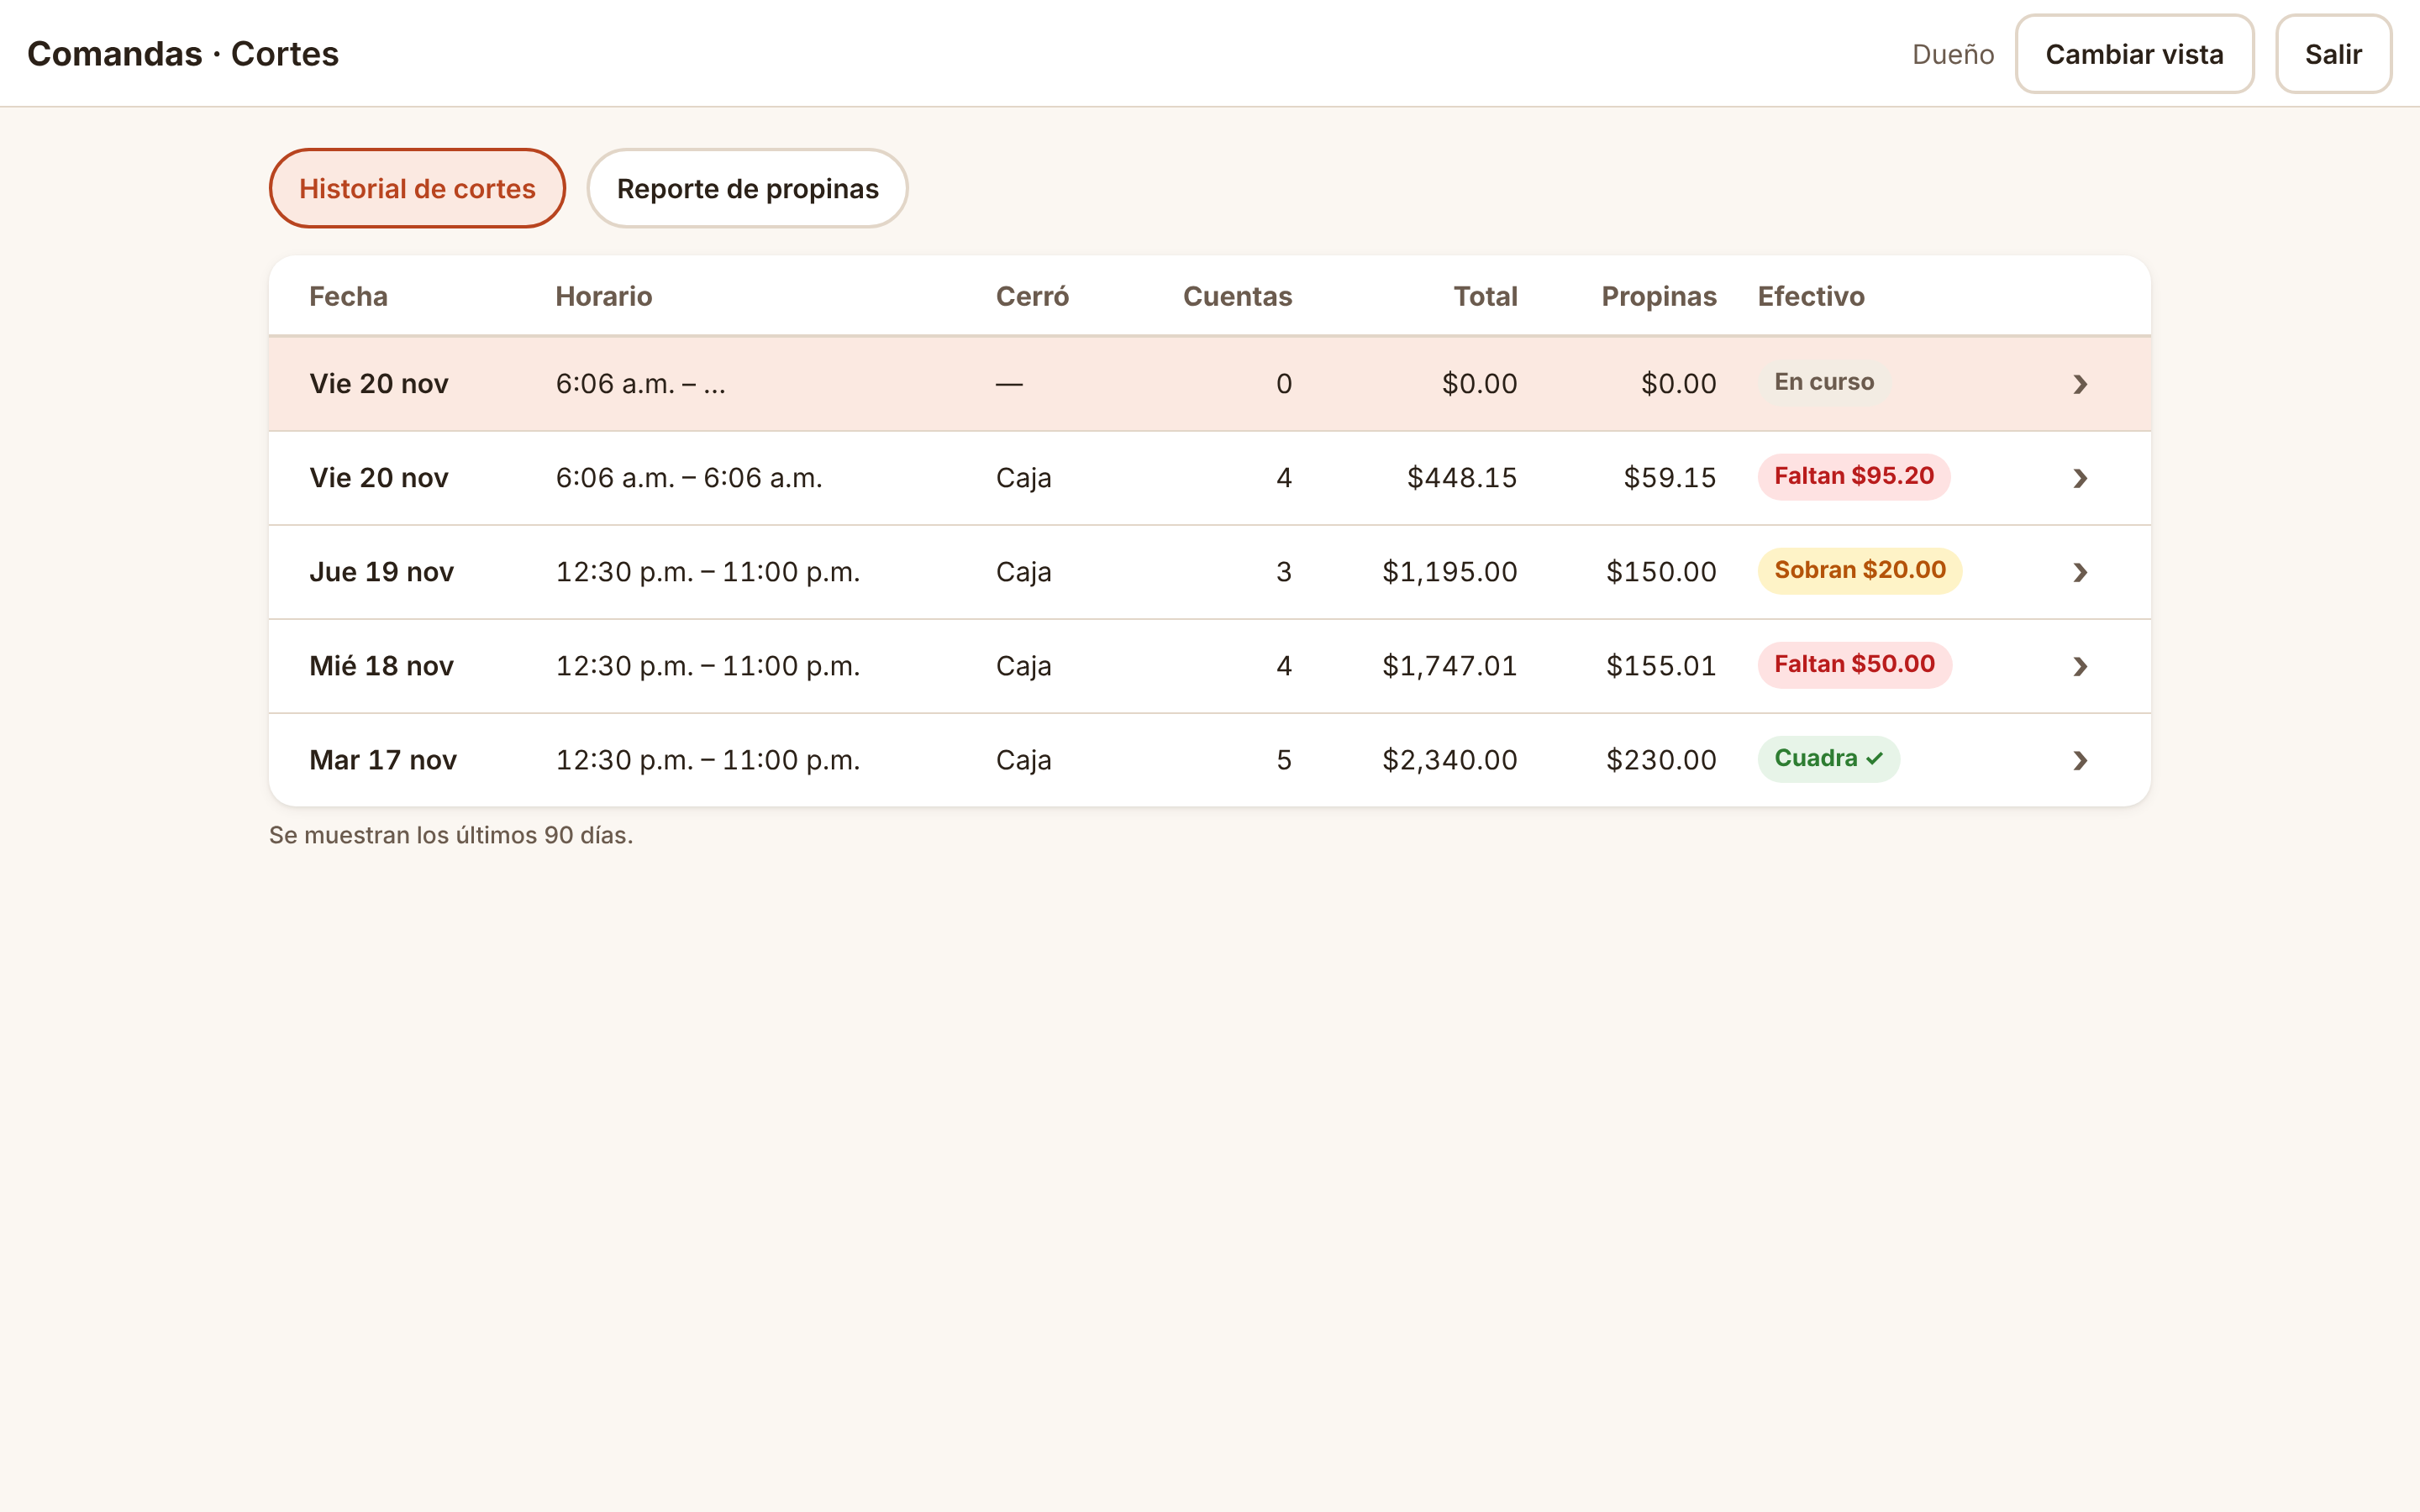 Comandas · Cortes Dueño Cambiar vista Salir
Historial de cortes Reporte de propinas
Fecha Horario Cerró Cuentas Total Propinas Efectivo
Vie 20 nov 6:06 a.m. – ... — 0 $0.00 $0.00 En curso ›
Vie 20 nov 6:06 a.m. – 6:06 a.m. Caja 4 $448.15 $59.15 Faltan $95.20 ›
Jue 19 nov 12:30 p.m. – 11:00 p.m. Caja 3 $1,195.00 $150.00 Sobran $20.00 ›
Mié 18 nov 12:30 p.m. – 11:00 p.m. Caja 4 $1,747.01 $155.01 Faltan $50.00 ›
Mar 17 nov 12:30 p.m. – 11:00 p.m. Caja 5 $2,340.00 $230.00 Cuadra ✓ ›
Se muestran los últimos 90 días.